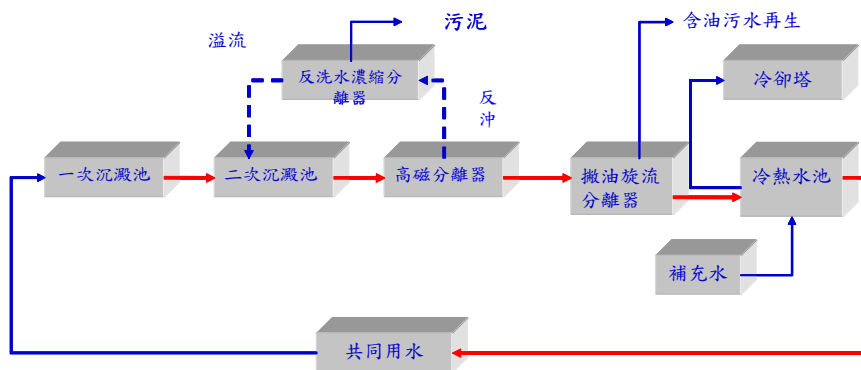 溢流
污泥
含油污水再生
反洗水濃縮分
離器
反
沖
冷卻塔
一次沉澱池
二次沉澱池
高磁分離器
撇油旋流
分離器
冷熱水池
補充水
共同用水